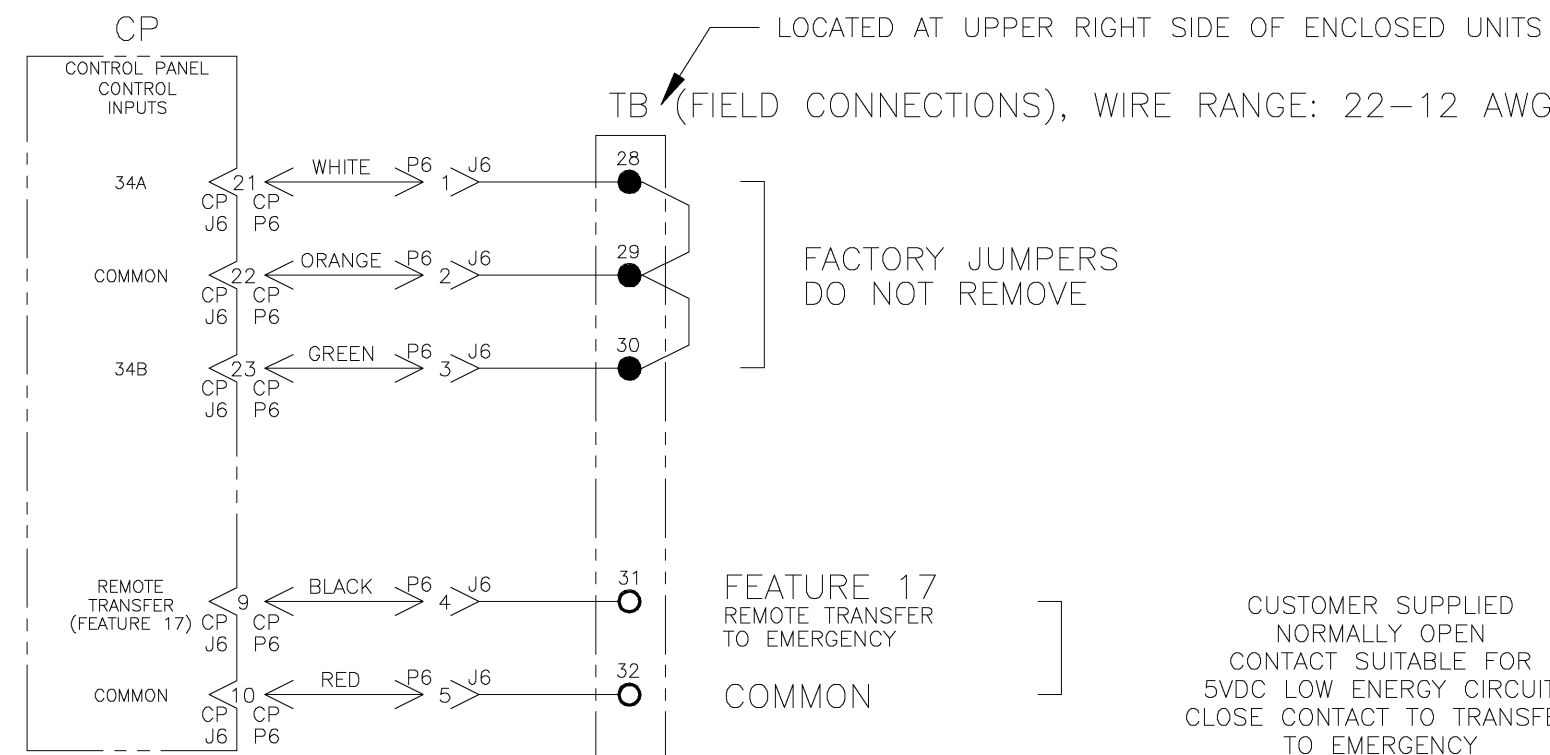 CP
LOCATED AT UPPER RIGHT SIDE OF ENCLOSED UNITS
CONTROL PANEL
CONTROL
INPUTS
TB (FIELD CONNECTIONS), WIRE RANGE: 22-12 AWG
34A
21
WHITE
P6
1
J6
28
CP CP
J6 P6
COMMON
22
ORANGE
P6
2
J6
29
CP CP
J6 P6
FACTORY JUMPERS
DO NOT REMOVE
34B
23
GREEN
P6
3
J6
30
CP CP
J6 P6
REMOTE
TRANSFER
(FEATURE 17)
9
BLACK
P6
4
J6
31
CP CP
J6 P6
FEATURE 17
REMOTE TRANSFER
TO EMERGENCY
COMMON
10
RED
P6
5
J6
32
CP CP
J6 P6
COMMON
CUSTOMER SUPPLIED
NORMALLY OPEN
CONTACT SUITABLE FOR
5VDC LOW ENERGY CIRCUIT
CLOSE CONTACT TO
TO EMERGENCY